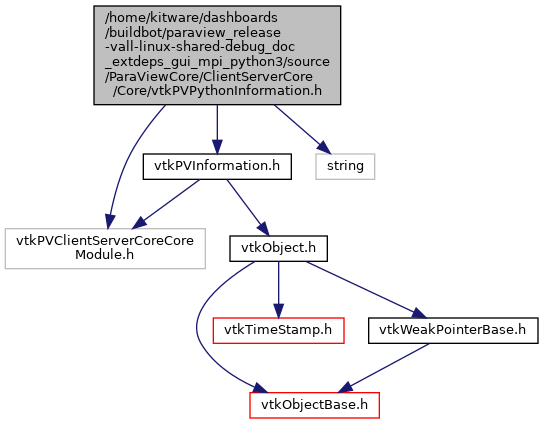 /home/kitware/dashboards
/buildbot/paraview_release
-vall-linux-shared-debug_doc
_extdeps_gui_mpi_python3/source
/ParaViewCore/ClientServerCore
/Core/vtkPVPythonInformation.h
vtkPVInformation.h
string
vtkPVClientServerCoreCore
Module.h
vtkObject.h
vtkTimeStamp.h
vtkWeakPointerBase.h
vtkObjectBase.h